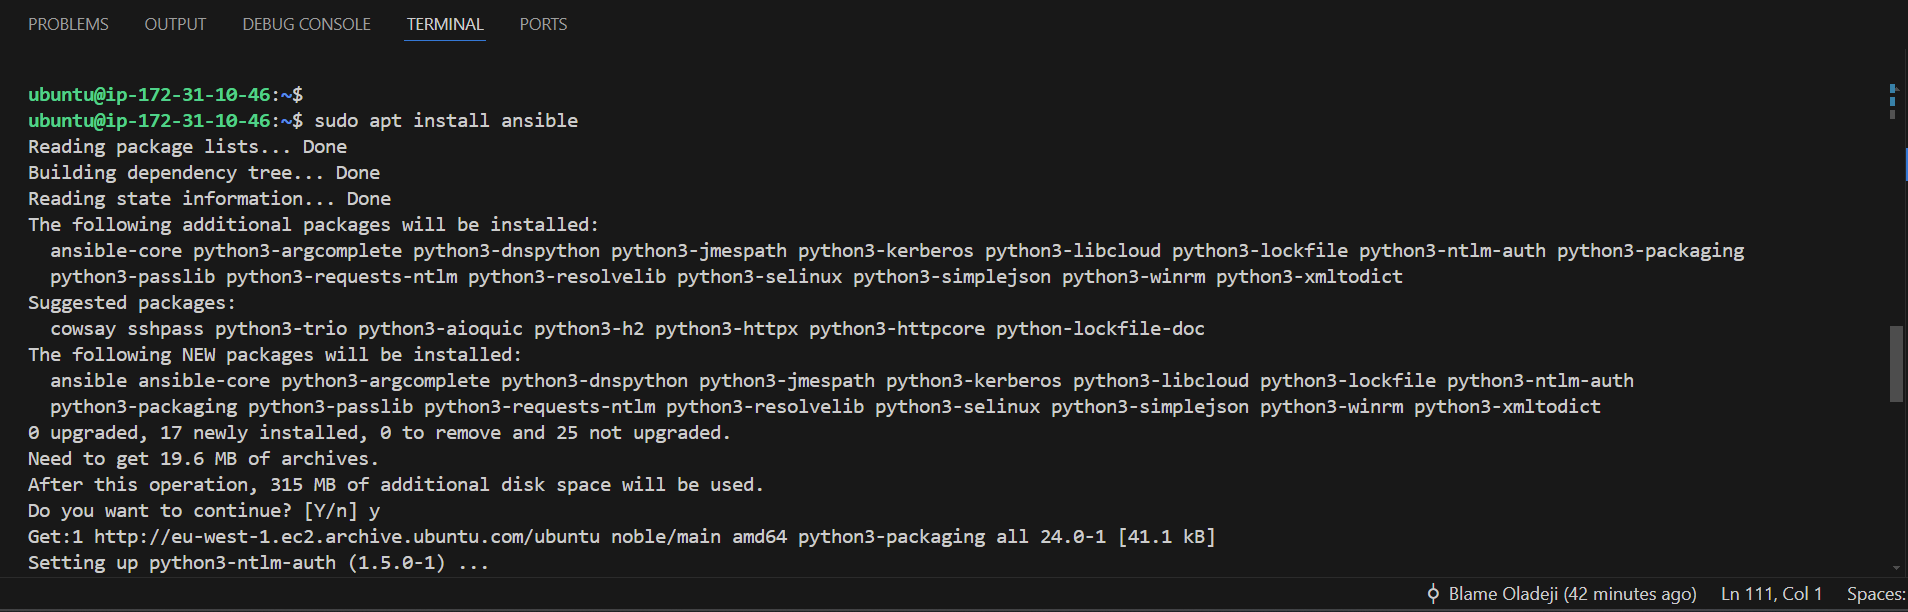 PROBLEMS OUTPUT DEBUG CONSOLE TERMINAL PORTS
ubuntu@ip-172-31-10-46:~$
ubuntu@ip-172-31-10-46:~$ sudo apt install ansible
Reading package lists... Done
Building dependency tree... Done
Reading state information... Done
The following additional packages will be installed:
  ansible-core python3-argcomplete python3-dnspython python3-jmespath python3-kerberos python3-libcloud python3-lockfile python3-ntlm-auth python3-packaging
  python3-passlib python3-requests-ntlm python3-resolvelib python3-selinux python3-simplejson python3-winrm python3-xmltodict
Suggested packages:
  cowsay sshpass python3-trio python3-aioquic python3-h2 python3-httpx python3-httpcore python-lockfile-doc
The following NEW packages will be installed:
  ansible ansible-core python3-argcomplete python3-dnspython python3-jmespath python3-kerberos python3-libcloud python3-lockfile python3-ntlm-auth
  python3-packaging python3-passlib python3-requests-ntlm python3-resolvelib python3-selinux python3-simplejson python3-winrm python3-xmltodict
0 upgraded, 17 newly installed, 0 to remove and 25 not upgraded.
Need to get 19.6 MB of archives.
After this operation, 315 MB of additional disk space will be used.
Do you want to continue? [Y/n] y
Get:1 http://eu-west-1.ec2.archive.ubuntu.com/ubuntu noble/main amd64 python3-packaging all 24.0-1 [41.1 kB]
Setting up python3-ntlm-auth (1.5.0-1) ...
Blame Oladeji (42 minutes ago) Ln 111, Col 1 Spaces: